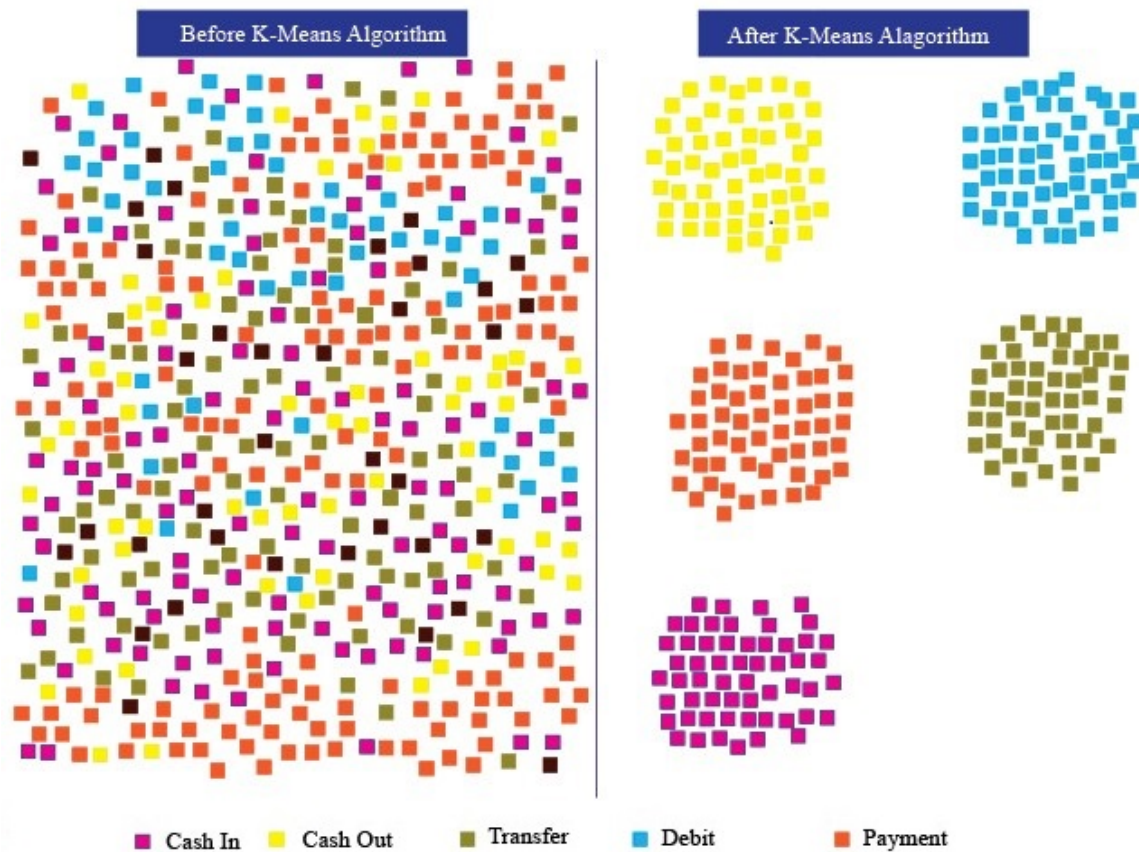 Before K-Means Algorithm
After K-Means Alagorithm
Cash In
Cash Out
Transfer
Debit
Payment